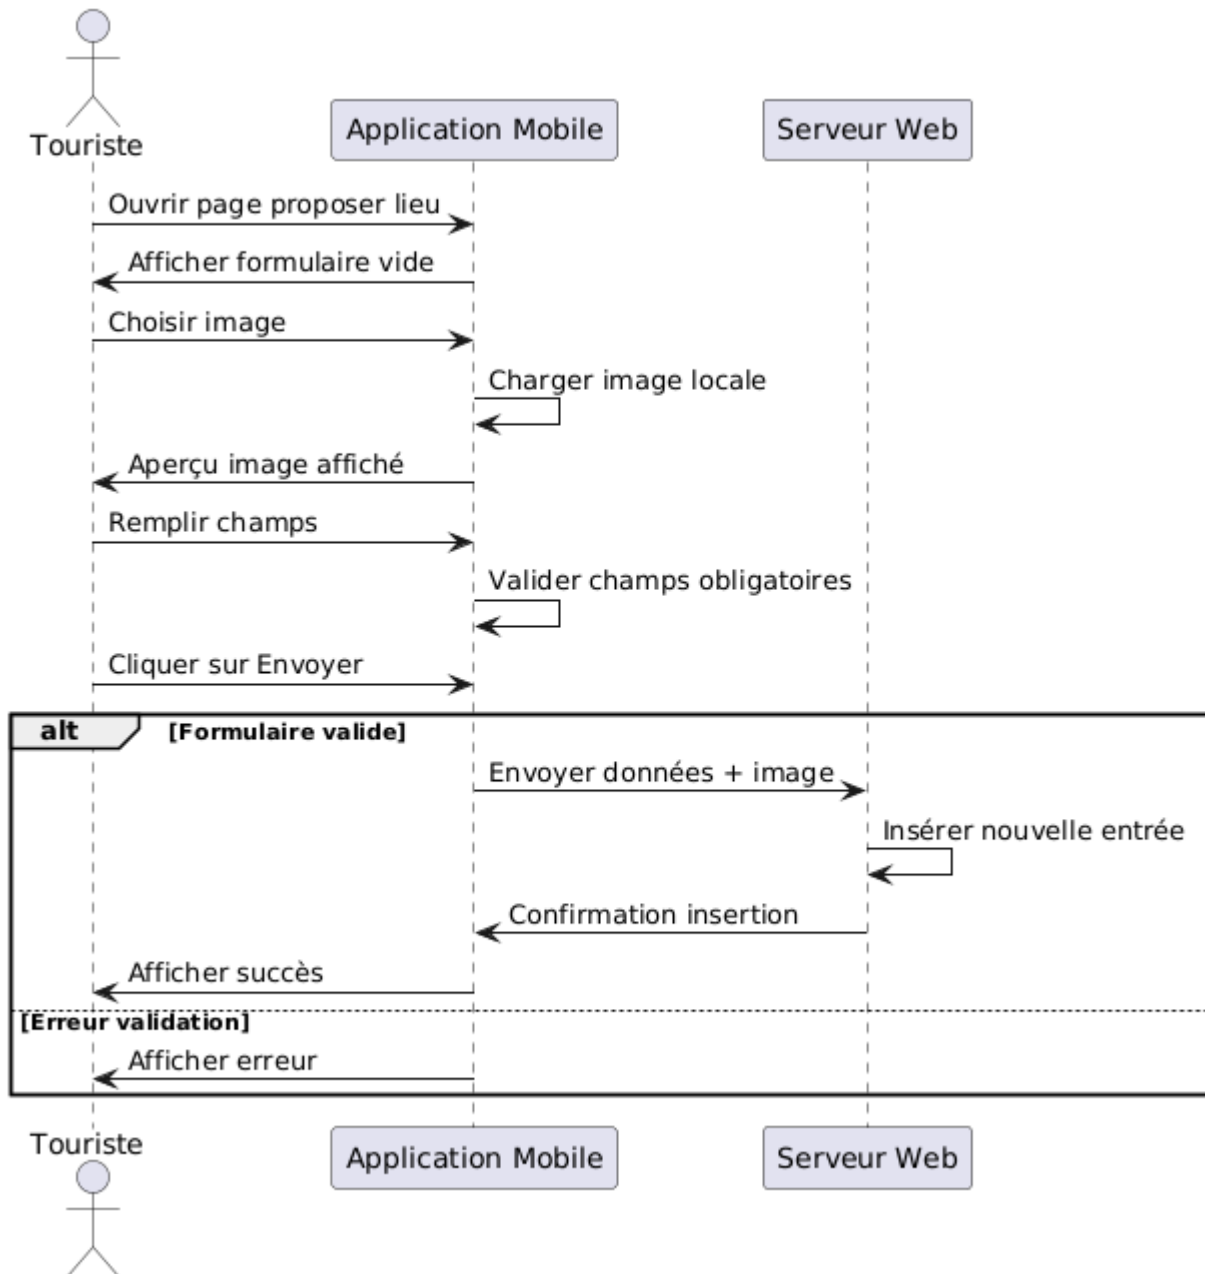 Touriste
Application Mobile
Serveur Web
Ouvrir page proposer lieu
Afficher formulaire vide
Choisir image
Charger image locale
Aperçu image affiché
Remplir champs
Valider champs obligatoires
Cliquer sur Envoyer
alt [Formulaire valide]
Envoyer données + image
Insérer nouvelle entrée
Confirmation insertion
Afficher succès
[Erreur validation]
Afficher erreur
Touriste
Application Mobile
Serveur Web